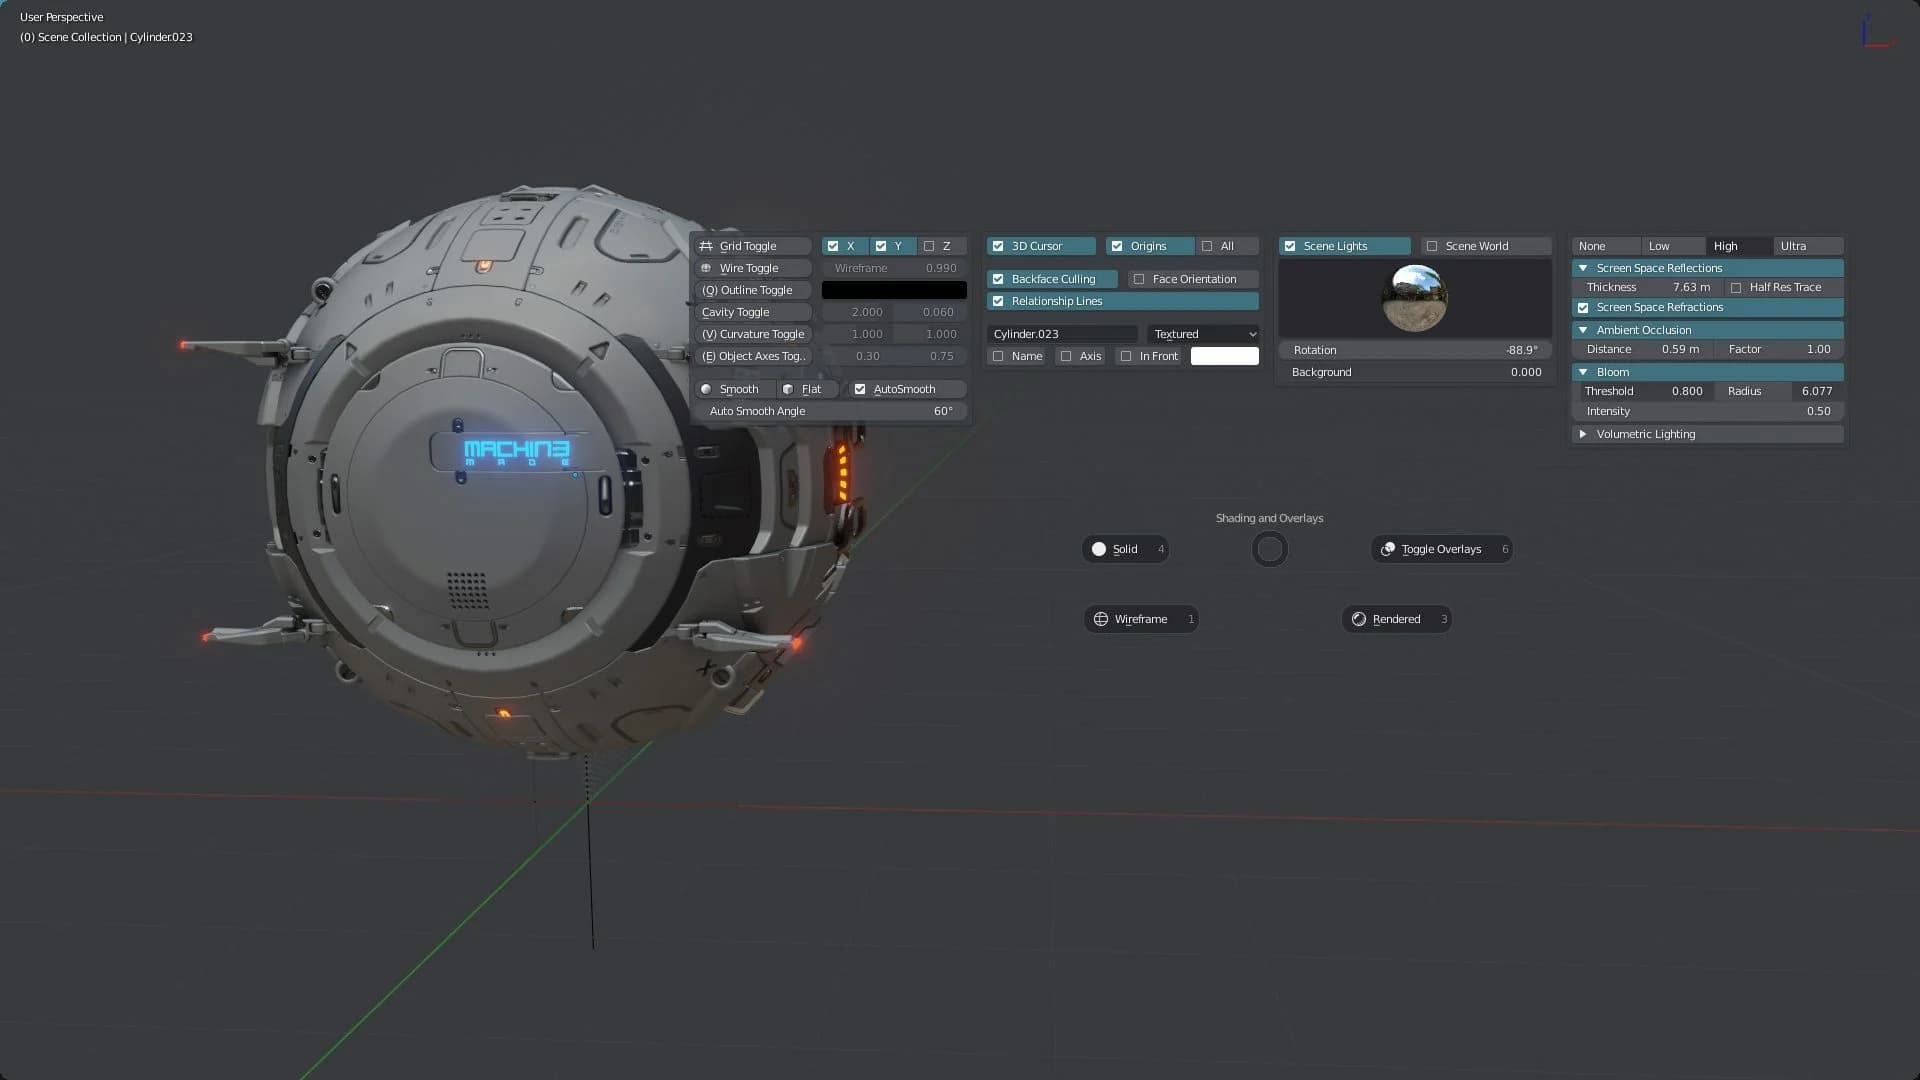 User Perspective
(0) Scene Collection | Cylinder.023
Grid Toggle X Y Z
Wire Toggle Wireframe 0.990
(Q) Outline Toggle
Cavity Toggle 2.000 0.060
(V) Curvature Toggle 1.000 1.000
(E) Object Axes Tog.. 0.30 0.75
Smooth Flat AutoSmooth
Auto Smooth Angle 60°
3D Cursor Origins All
Backface Culling Face Orientation
Relationship Lines
Cylinder.023 Textured
Name Axis In Front
Scene Lights Scene World
Rotation -88.9°
Background 0.000
None Low High Ultra
Screen Space Reflections
Thickness 7.63 m Half Res Trace
Screen Space Refractions
Ambient Occlusion
Distance 0.59 m Factor 1.00
Bloom
Threshold 0.800 Radius 6.077
Intensity 0.50
Volumetric Lighting
MACHIN3
MADE
Shading and Overlays
Solid 4 Toggle Overlays 6
Wireframe 1 Rendered 3